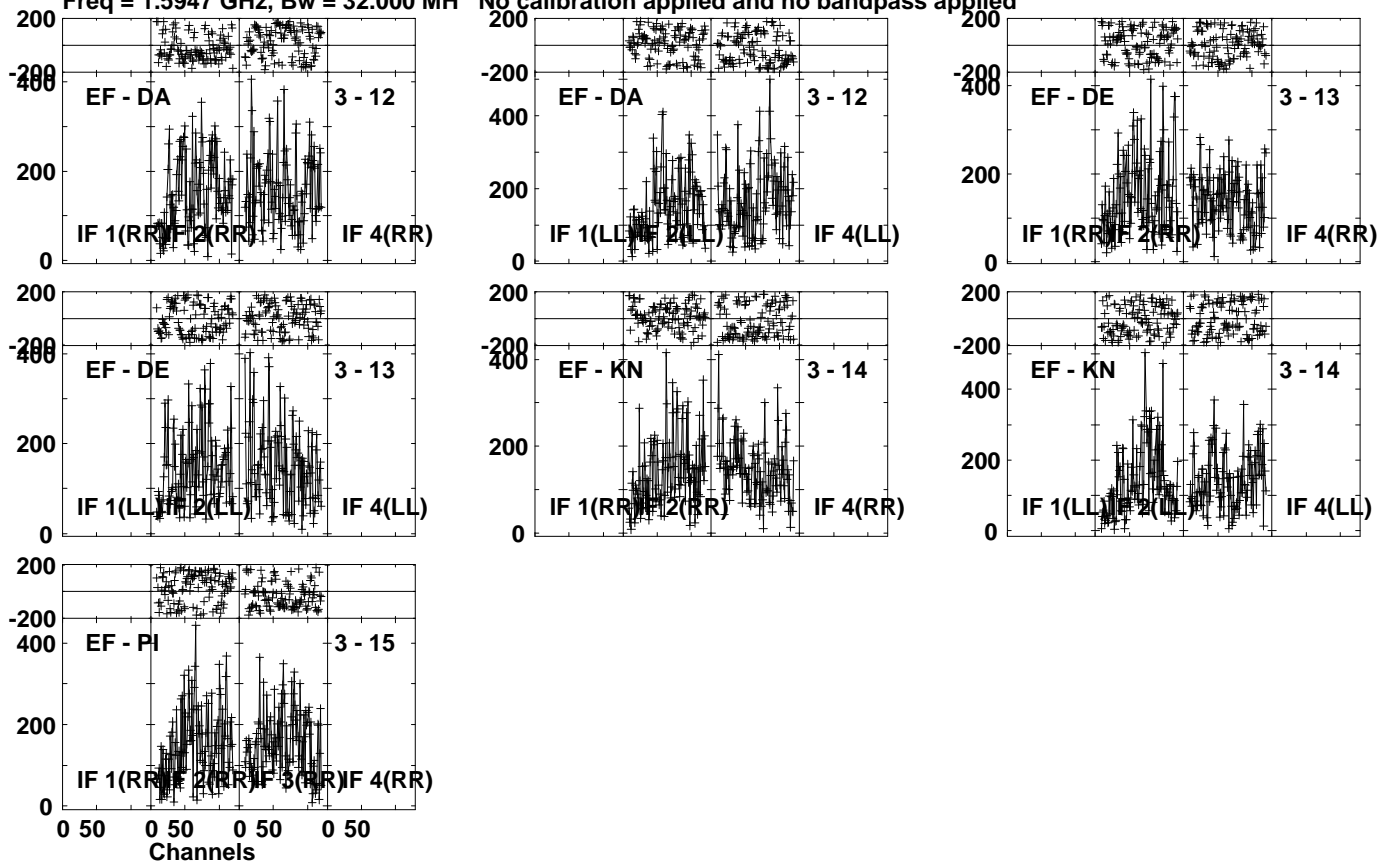 Freq = 1.5947 GHz, Bw = 32.000 MH No calibration applied and no bandpass applied
200
-200
400
200
0
EF - DA
3 - 12
IF 1(RR)
IF 2(RR)
IF 4(RR)
200
-200
400
200
0
EF - DA
3 - 12
IF 1(LL)
IF 2(LL)
IF 4(LL)
200
-200
400
200
0
EF - DE
3 - 13
IF 1(RR)
IF 2(RR)
IF 4(RR)
200
-200
400
200
0
EF - DE
3 - 13
IF 1(LL)
IF 2(LL)
IF 4(LL)
200
-200
400
200
0
EF - KN
3 - 14
IF 1(RR)
IF 2(RR)
IF 4(RR)
200
-200
400
200
0
EF - KN
3 - 14
IF 1(LL)
IF 2(LL)
IF 4(LL)
200
-200
400
200
0
EF - PI
3 - 15
IF 1(RR)
IF 2(RR)
IF 3(RR)
IF 4(RR)
0 50 0 50 0 50 0 50
Channels